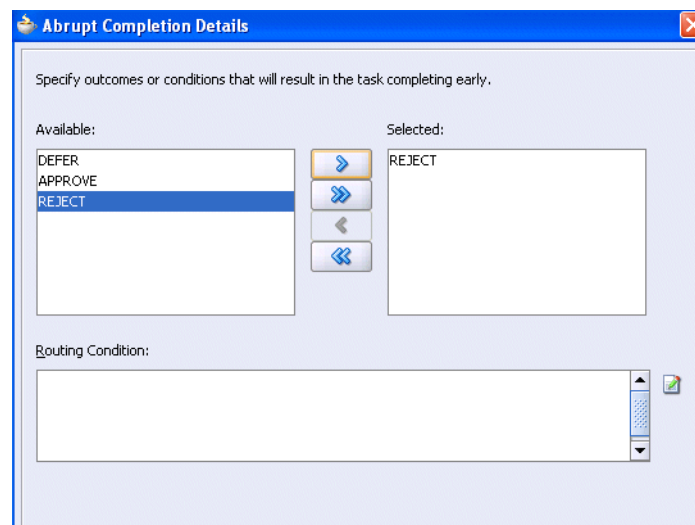 Abrupt Completion Details
Specify outcomes or conditions that will result in the task completing early.
Available:
Selected:
DEFER
APPROVE
REJECT
REJECT
Routing Condition: